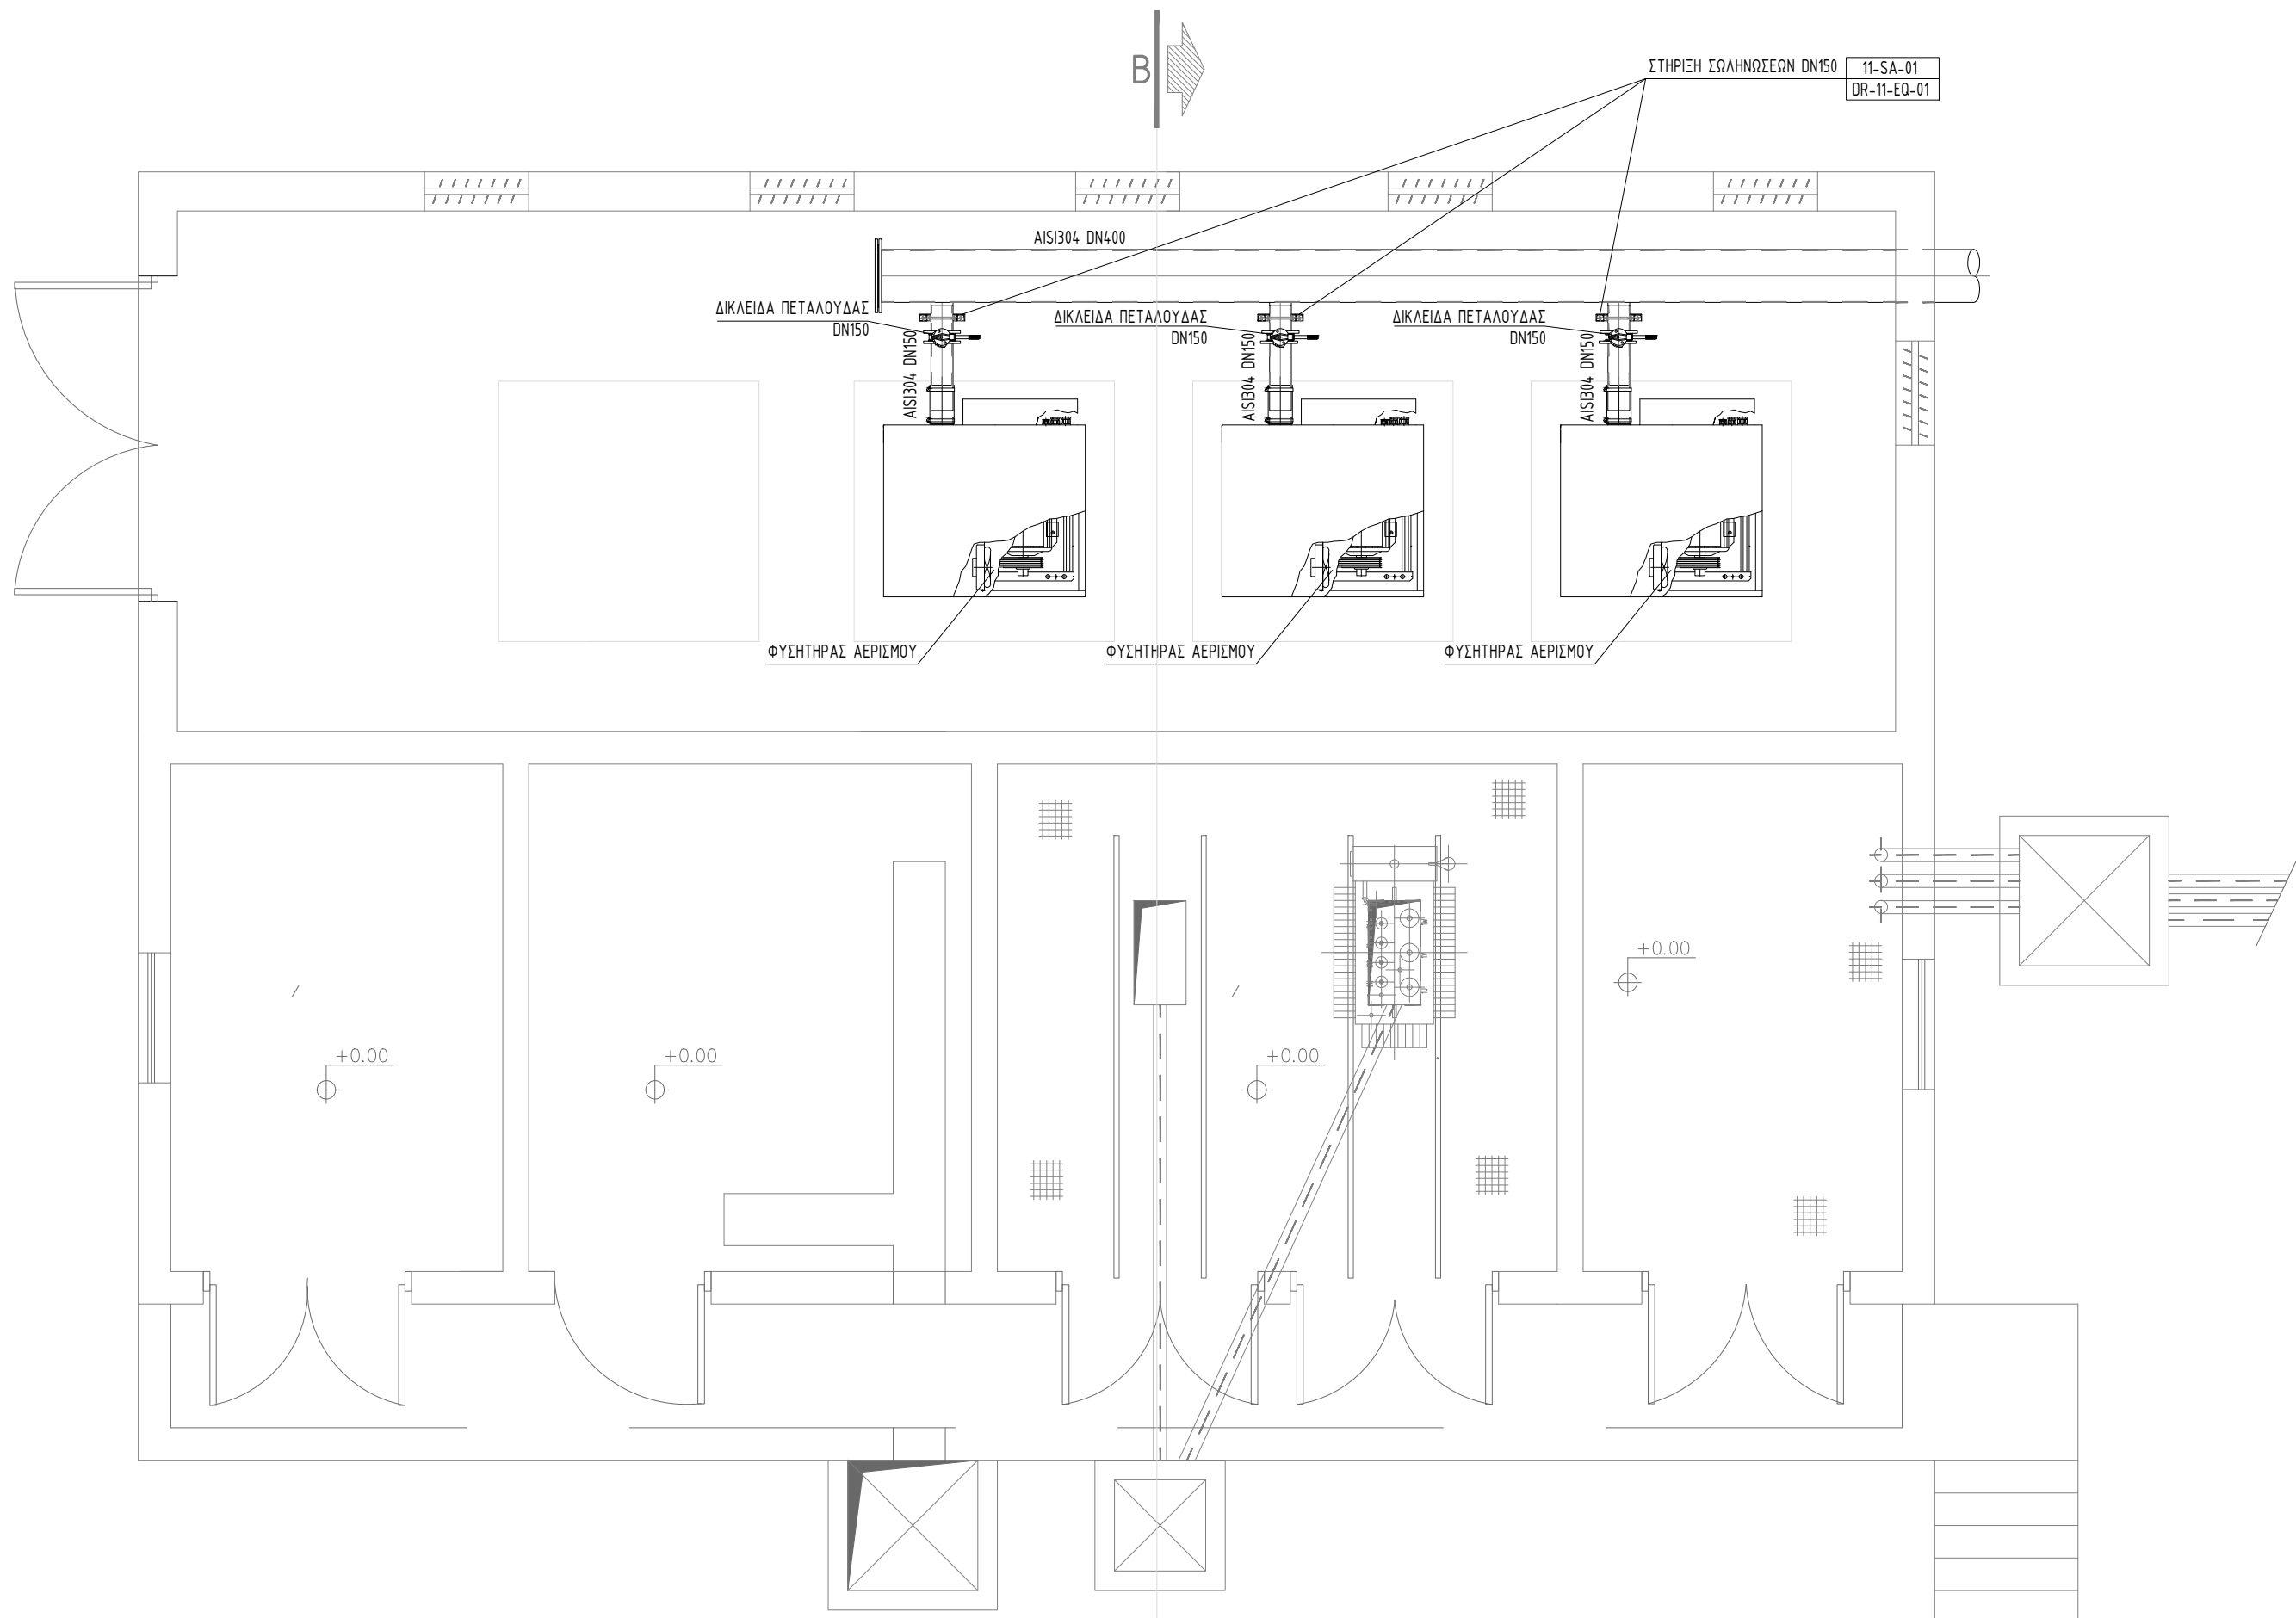 B
ΣΤΗΡΙΞΗ ΣΩΛΗΝΩΣΕΩΝ DN150
11-SA-01
DR-11-EQ-01
AISI304 DN400
ΔΙΚΛΕΙΔΑ ΠΕΤΑΛΟΥΔΑΣ
DN150
ΔΙΚΛΕΙΔΑ ΠΕΤΑΛΟΥΔΑΣ
DN150
ΔΙΚΛΕΙΔΑ ΠΕΤΑΛΟΥΔΑΣ
DN150
AISI304 DN150
AISI304 DN150
AISI304 DN150
ΦΥΣΗΤΗΡΑΣ ΑΕΡΙΣΜΟΥ
ΦΥΣΗΤΗΡΑΣ ΑΕΡΙΣΜΟΥ
ΦΥΣΗΤΗΡΑΣ ΑΕΡΙΣΜΟΥ
+0.00
+0.00
+0.00
+0.00